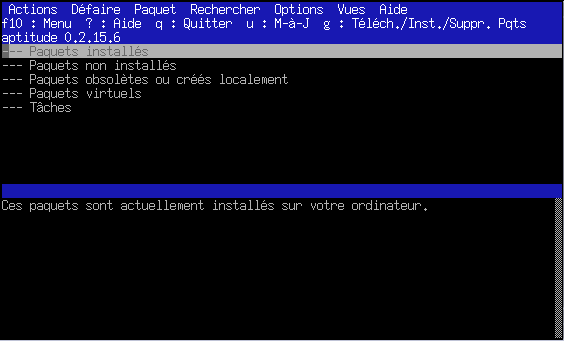 Actions Défaire Paquet Rechercher Options Vues Aide
f10 : Menu ? : Aide q : Quitter u : M-à-J g : Téléch./Inst./Suppr. Pqts
aptitude 0.2.15.6
--- Paquets installés
--- Paquets non installés
--- Paquets obsolètes ou créés localement
--- Paquets virtuels
--- Tâches
Ces paquets sont actuellement installés sur votre ordinateur.